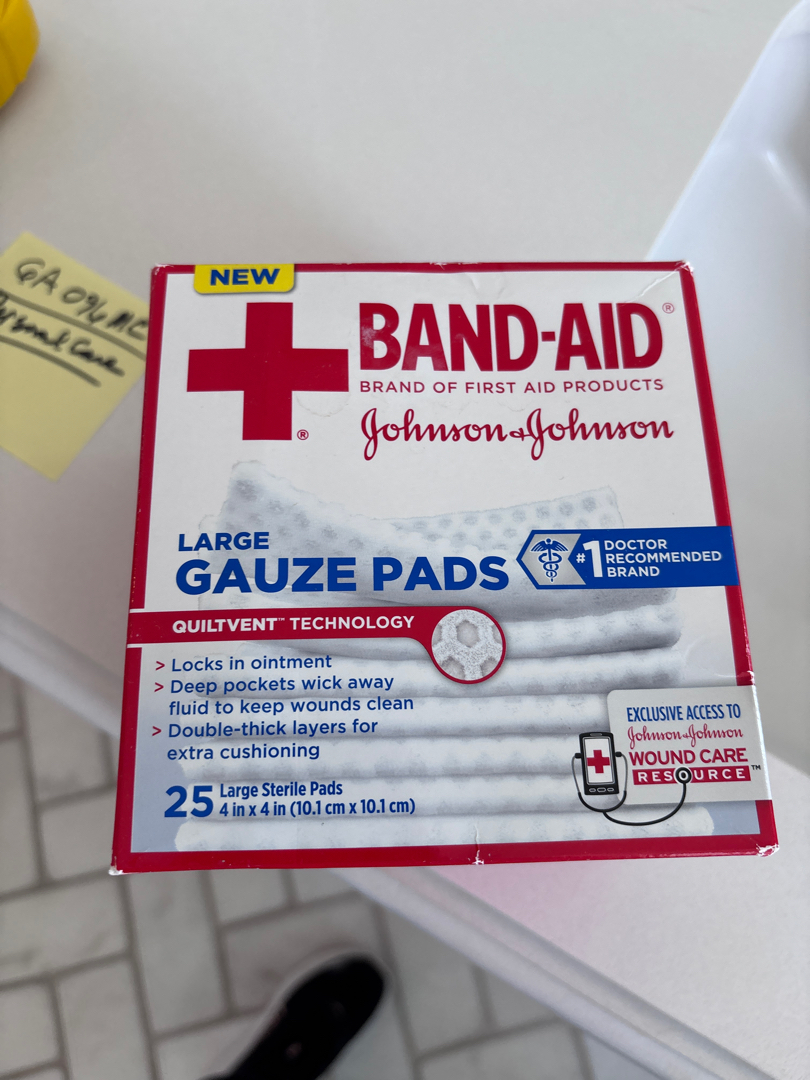 NEW
BAND-AID®
BRAND OF FIRST AID PRODUCTS
®
Johnson & Johnson
LARGE
GAUZE PADS
#1 DOCTOR
RECOMMENDED
BRAND
QUILTVENT™ TECHNOLOGY
> Locks in ointment
> Deep pockets wick away
fluid to keep wounds clean
> Double-thick layers for
extra cushioning
25 Large Sterile Pads
4 in x 4 in (10.1 cm x 10.1 cm)
EXCLUSIVE ACCESS TO
Johnson & Johnson
WOUND CARE
RESOURCE™
Care